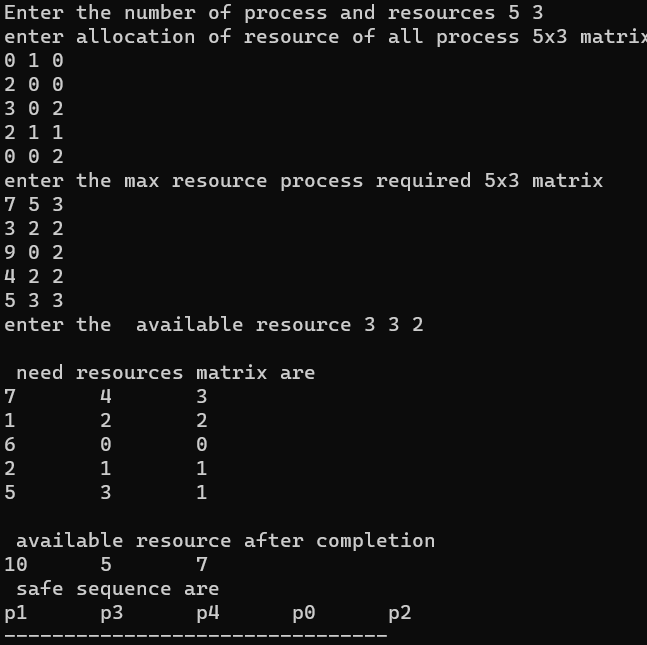 Enter the number of process and resources 5 3
enter allocation of resource of all process 5x3 matrix
0 1 0
2 0 0
3 0 2
2 1 1
0 0 2
enter the max resource process required 5x3 matrix
7 5 3
3 2 2
9 0 2
4 2 2
5 3 3
enter the  available resource 3 3 2
 need resources matrix are
7       4       3
1       2       2
6       0       0
2       1       1
5       3       1
 available resource after completion
10      5       7
 safe sequence are
p1      p3      p4      p0      p2
--------------------------------